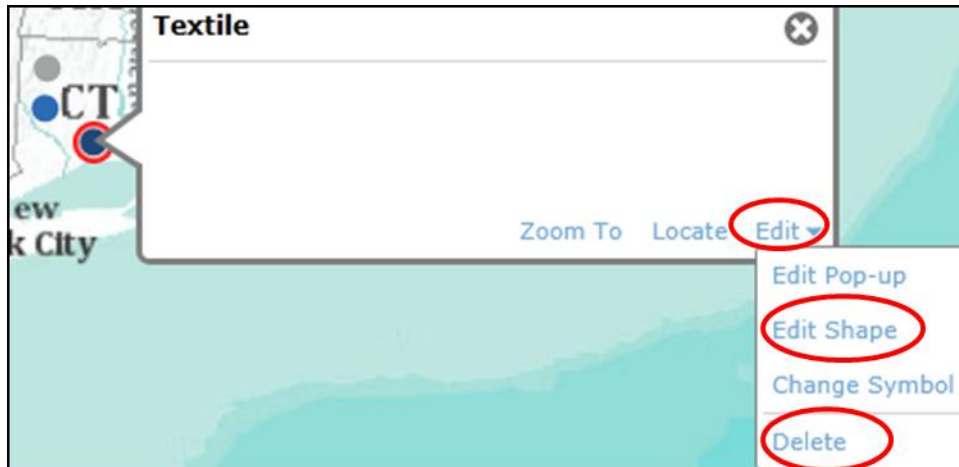 Textile
CT
ew
k City
Zoom To Locate Edit
Edit Pop-up
Edit Shape
Change Symbol
Delete